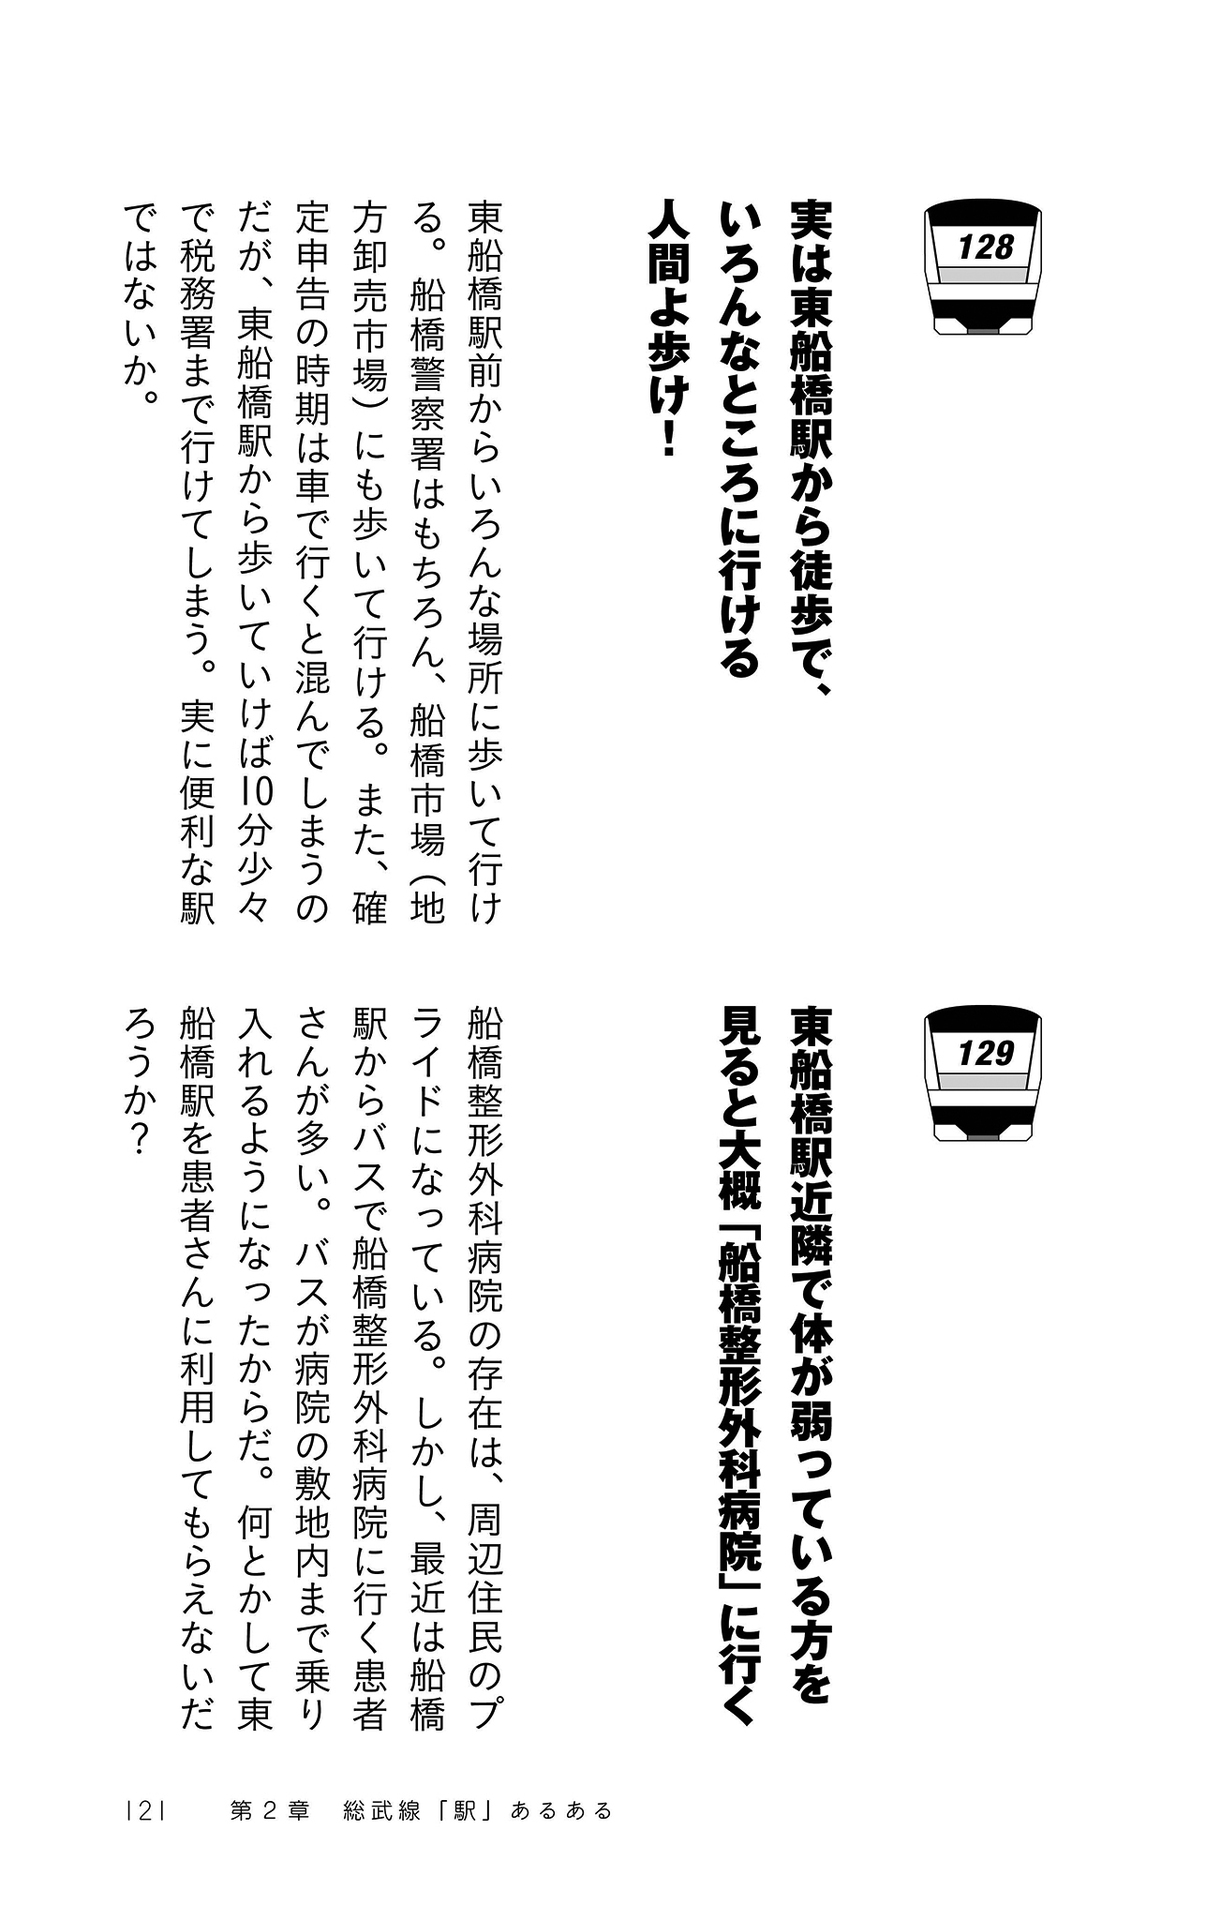 128
実は東船橋駅から徒歩で、
いろんなところに行ける
人間よ歩け！
東船橋駅前からいろんな場所に歩いて行け
る。船橋警察署はもちろん、船橋市場（地
方卸売市場）にも歩いて行ける。また、確
定申告の時期は車で行くと混んでしまうの
だが、東船橋駅から歩いていけば10分少々
で税務署まで行けてしまう。実に便利な駅
ではないか。
129
東船橋駅近隣で体が弱っている方を
見ると大概「船橋整形外科病院」に行く
船橋整形外科病院の存在は、周辺住民のプ
ライドになっている。しかし、最近は船橋
駅からバスで船橋整形外科病院に行く患者
さんが多い。バスが病院の敷地内まで乗り
入れるようになったからだ。何とかして東
船橋駅を患者さんに利用してもらえないだ
ろうか？
121 第2章 総武線「駅」あるある